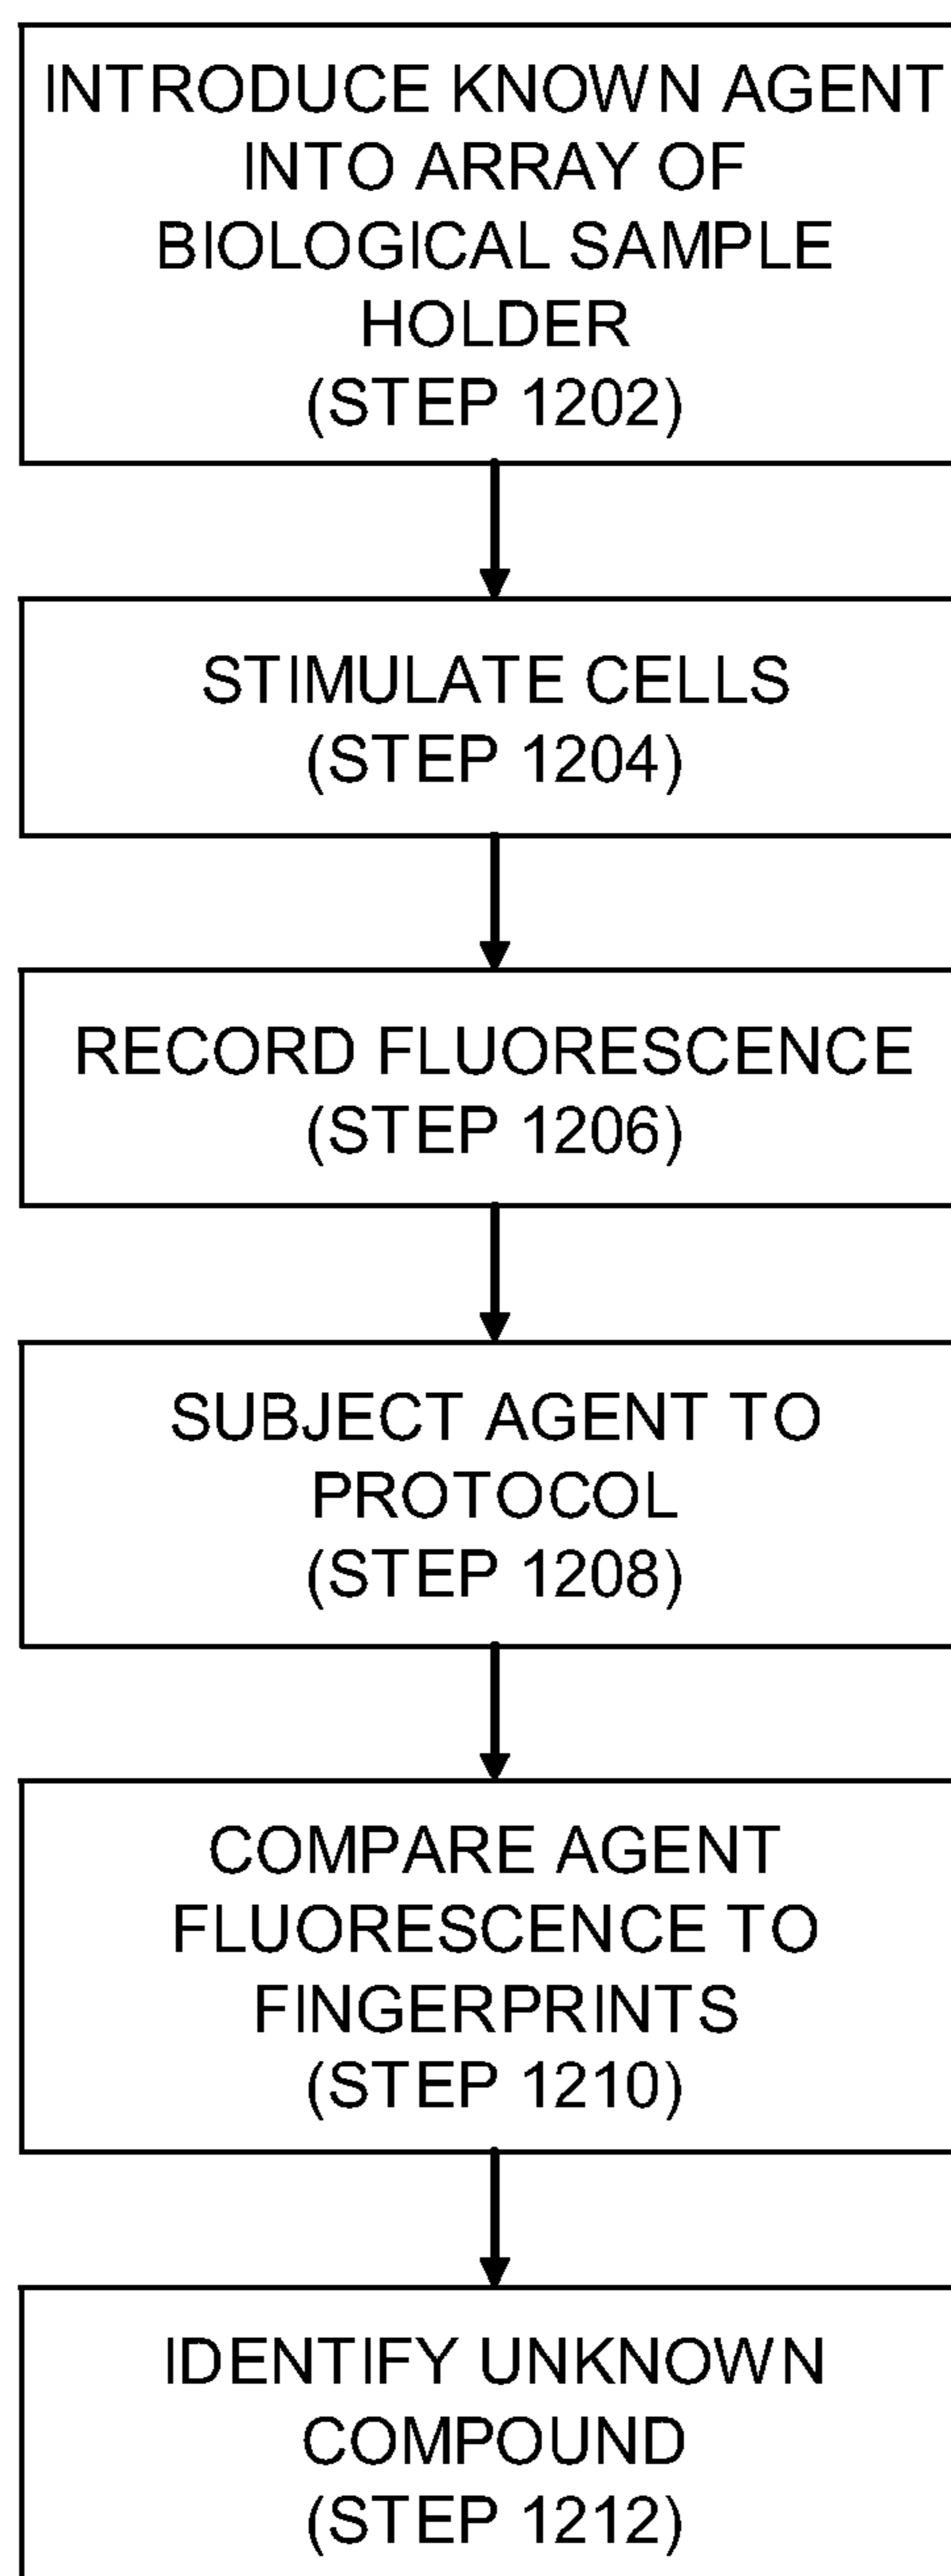 INTRODUCE KNOWN AGENT
INTO ARRAY OF
BIOLOGICAL SAMPLE
HOLDER
(STEP 1202)
STIMULATE CELLS
(STEP 1204)
RECORD FLUORESCENCE
(STEP 1206)
SUBJECT AGENT TO
PROTOCOL
(STEP 1208)
COMPARE AGENT
FLUORESCENCE TO
FINGERPRINTS
(STEP 1210)
IDENTIFY UNKNOWN
COMPOUND
(STEP 1212)